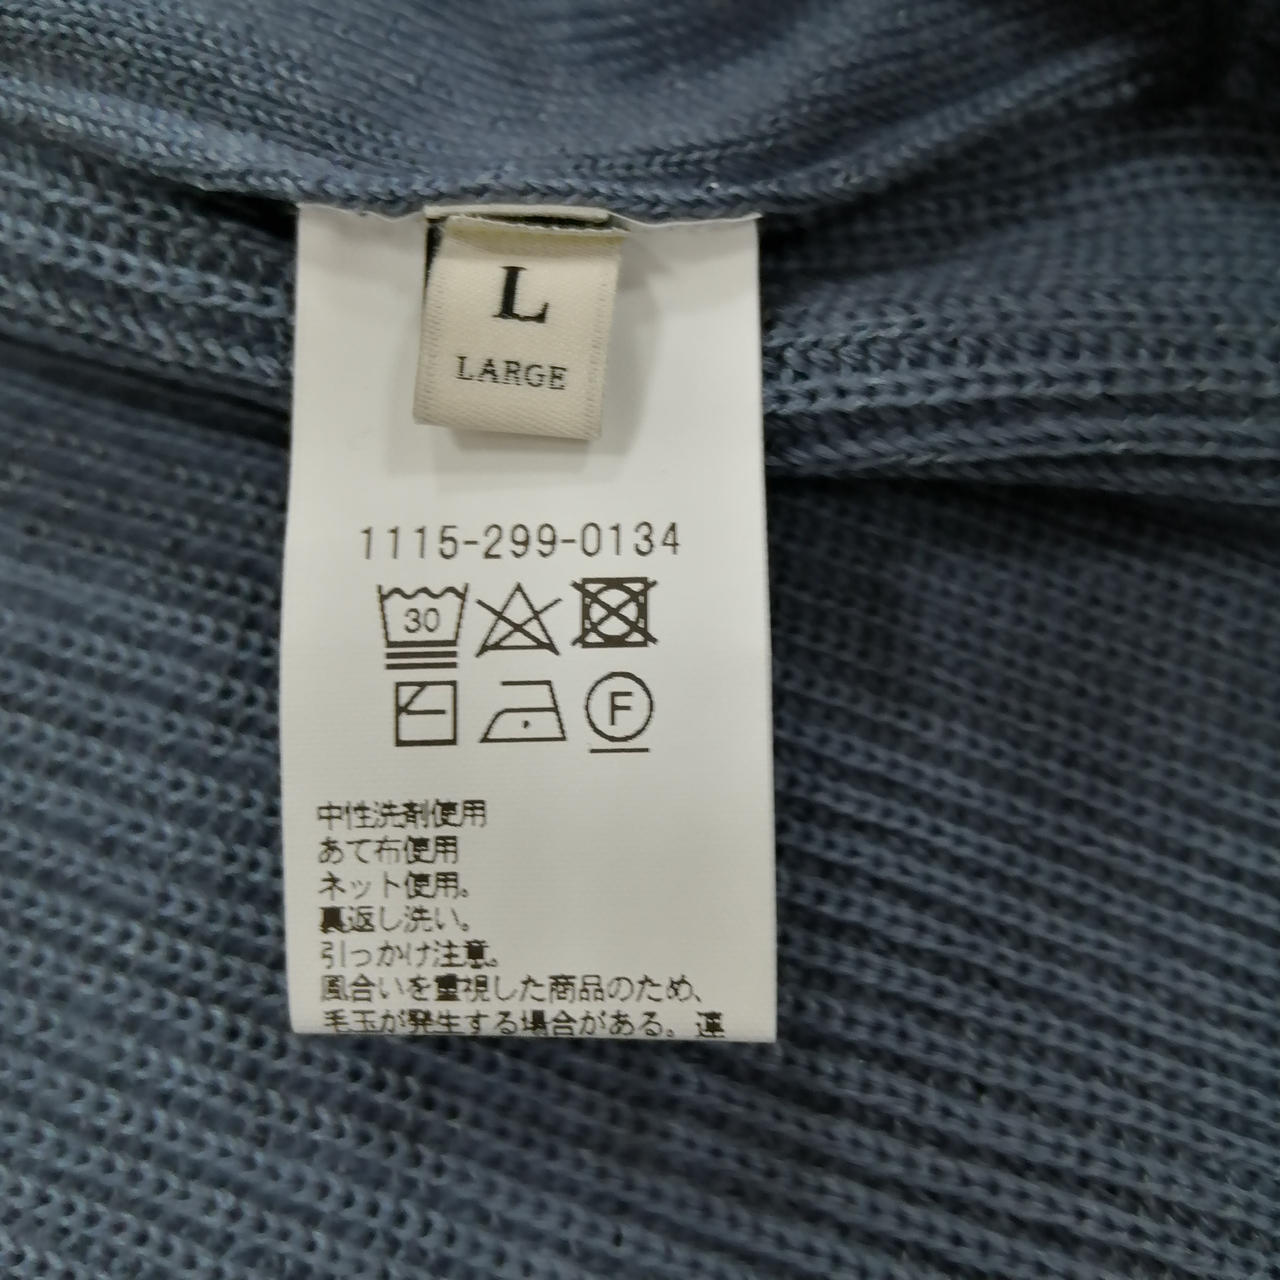 L
LARGE
1115-299-0134
30
F
中性洗剤使用
あて布使用
ネット使用。
裏返し洗い。
引っかけ注意。
風合いを重視した商品のため、
毛玉が発生する場合がある。連